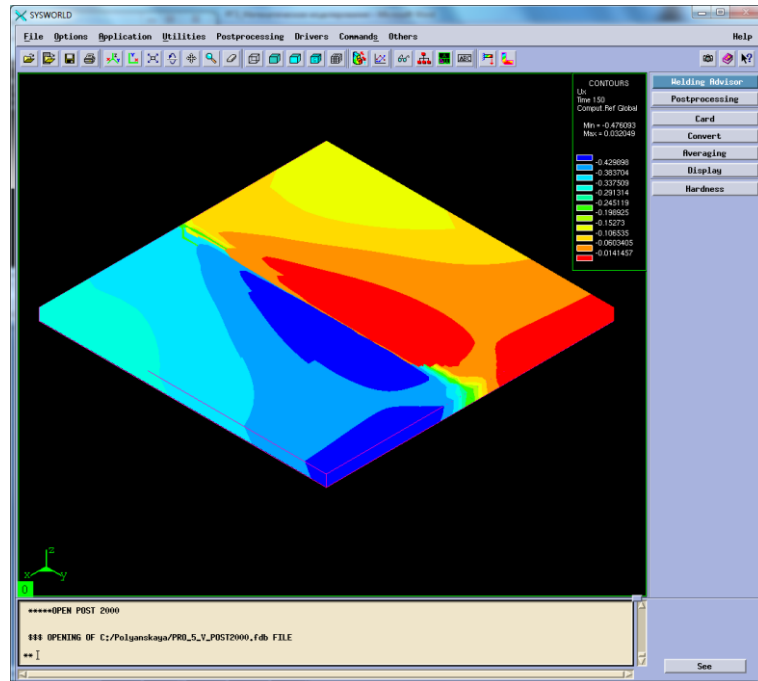 SYSWORLD
File Options Application Utilities Postprocessing Drivers Commands Others Help
CONTOURS
Ux
Time 150
Comput.Ref Global
Min = -0.476093
Max = 0.032049
-0.429898
-0.383704
-0.337509
-0.291314
-0.245119
-0.198925
-0.15273
-0.106535
-0.0603405
-0.0141457
Welding Advisor
Postprocessing
Card
Convert
Averaging
Display
Hardness
z
x y
0
*****OPEN POST 2000
$$$ OPENING OF C:/Polyanskaya/PRO_5_V_POST2000.fdb FILE
**
See